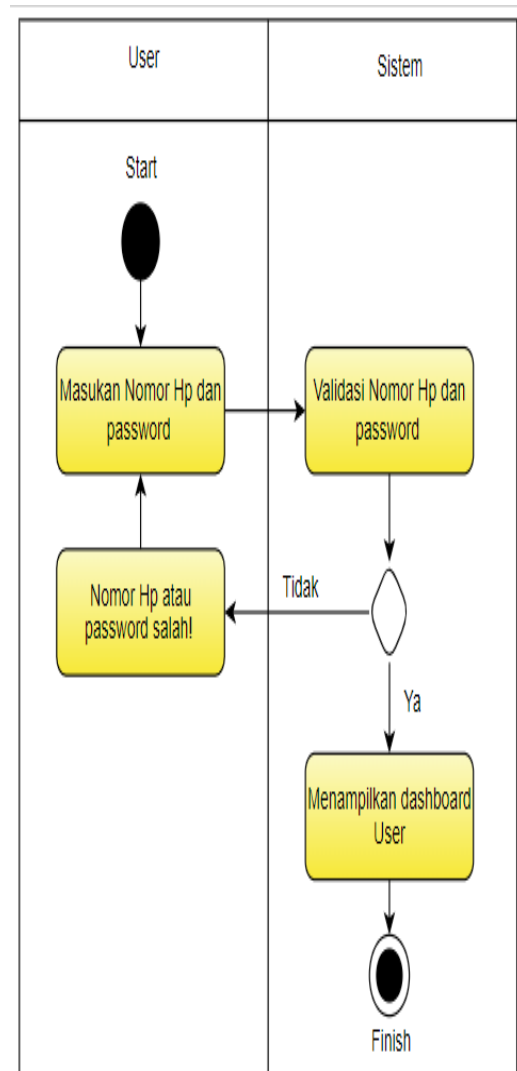 User
Sistem
Start
Masukan Nomor Hp dan
password
Validasi Nomor Hp dan
password
Nomor Hp atau
password salah!
Tidak
Ya
Menampilkan dashboard
User
Finish